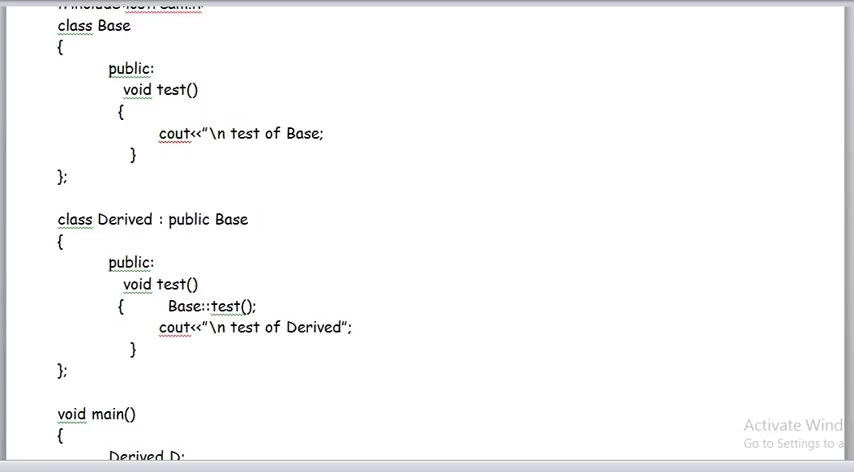 class Base
{
public:
void test()
{
cout<<"\n test of Base;
}
};
class Derived : public Base
{
public:
void test()
{ Base::test();
cout<<"\n test of Derived";
}
};
void main()
{
Derived D;
Activate Wind
Go to Settings to a